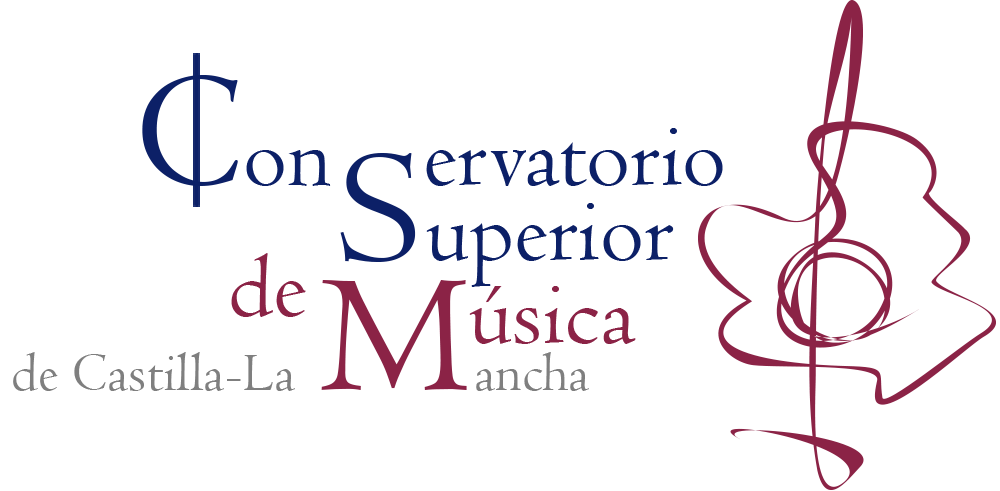 Conservatorio
Superior
de Música
de Castilla-La Mancha